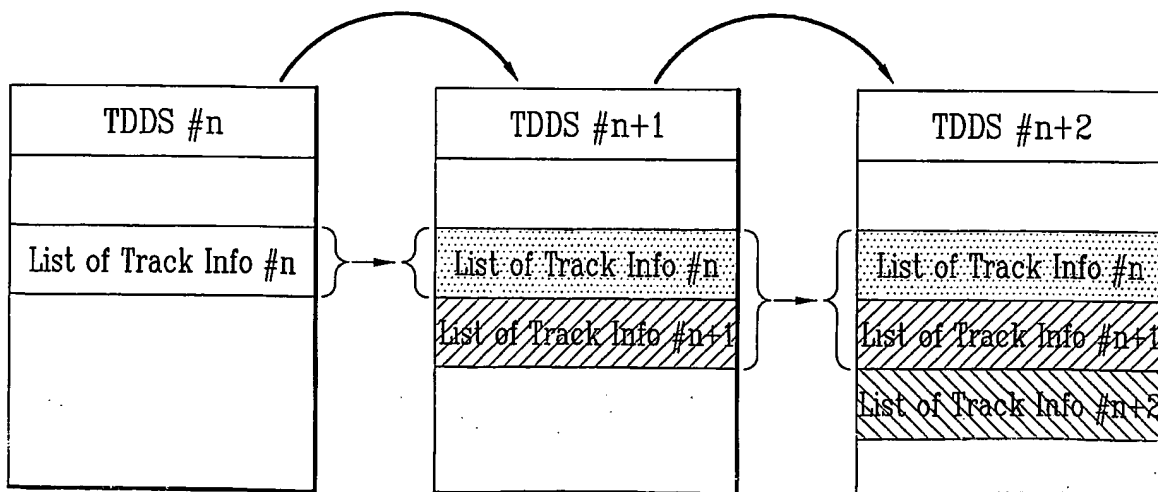 TDDS #n
List of Track Info #n
TDDS #n+1
List of Track Info #n
List of Track Info #n+1
TDDS #n+2
List of Track Info #n
List of Track Info #n+1
List of Track Info #n+2